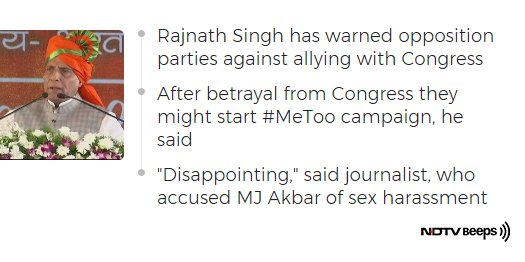 य- भारत
Rajnath Singh has warned opposition
parties against allying with Congress
After betrayal from Congress they
might start #MeToo campaign, he
said
"Disappointing," said journalist, who
accused MJ Akbar of sex harassment
NDTV Beeps